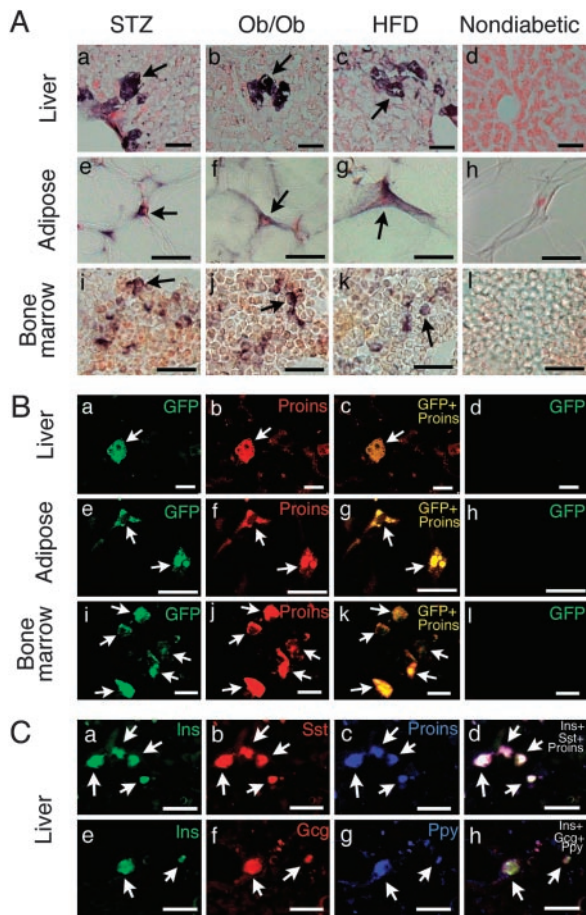 A
STZ Ob/Ob HFD Nondiabetic
Liver
a b c d
Adipose
e f g h
Bone
marrow
i j k l
B
Liver
a GFP b Proins c GFP+
Proins d GFP
Adipose
e GFP f Proins g GFP+
Proins h GFP
Bone
marrow
i GFP j Proins k GFP+
Proins l GFP
C
Liver
a Ins b Sst c Proins d Ins+
Sst+
Proins
e Ins f Gcg g Ppy h Ins+
Gcg+
Ppy